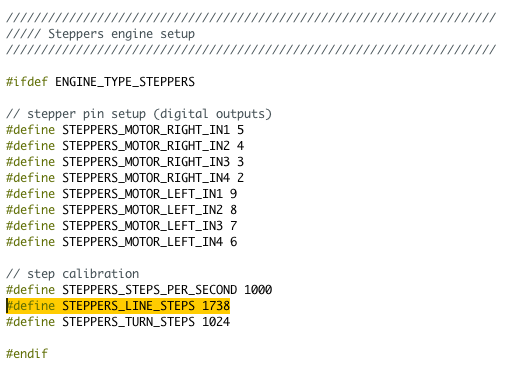 //////////////////////////////////////////////////////////////////////
///// Steppers engine setup
//////////////////////////////////////////////////////////////////////
#ifdef ENGINE_TYPE_STEPPERS
// stepper pin setup (digital outputs)
#define STEPPERS_MOTOR_RIGHT_IN1 5
#define STEPPERS_MOTOR_RIGHT_IN2 4
#define STEPPERS_MOTOR_RIGHT_IN3 3
#define STEPPERS_MOTOR_RIGHT_IN4 2
#define STEPPERS_MOTOR_LEFT_IN1 9
#define STEPPERS_MOTOR_LEFT_IN2 8
#define STEPPERS_MOTOR_LEFT_IN3 7
#define STEPPERS_MOTOR_LEFT_IN4 6
// step calibration
#define STEPPERS_STEPS_PER_SECOND 1000
#define STEPPERS_LINE_STEPS 1738
#define STEPPERS_TURN_STEPS 1024
#endif